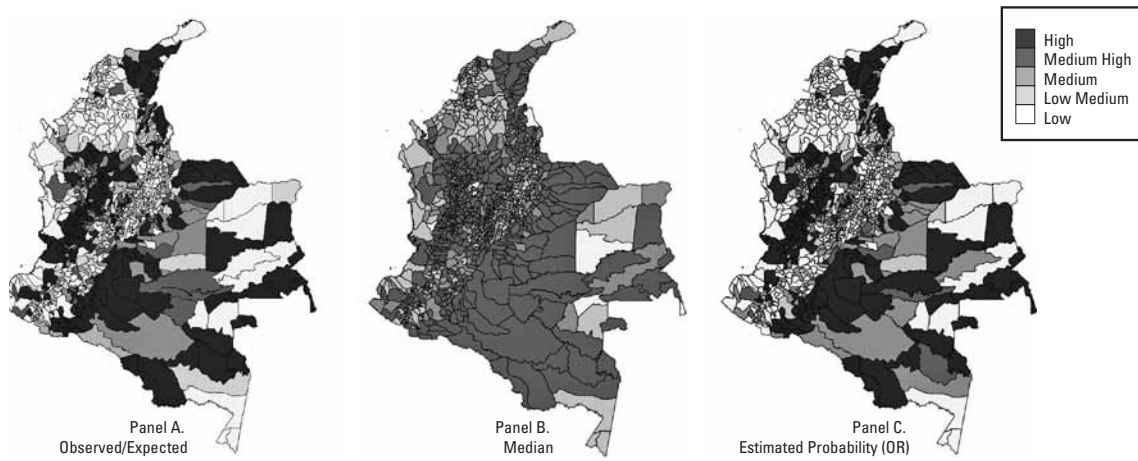 High
Medium High
Medium
Low Medium
Low
Panel A.
Observed/Expected
Panel B.
Median
Panel C.
Estimated Probability (OR)